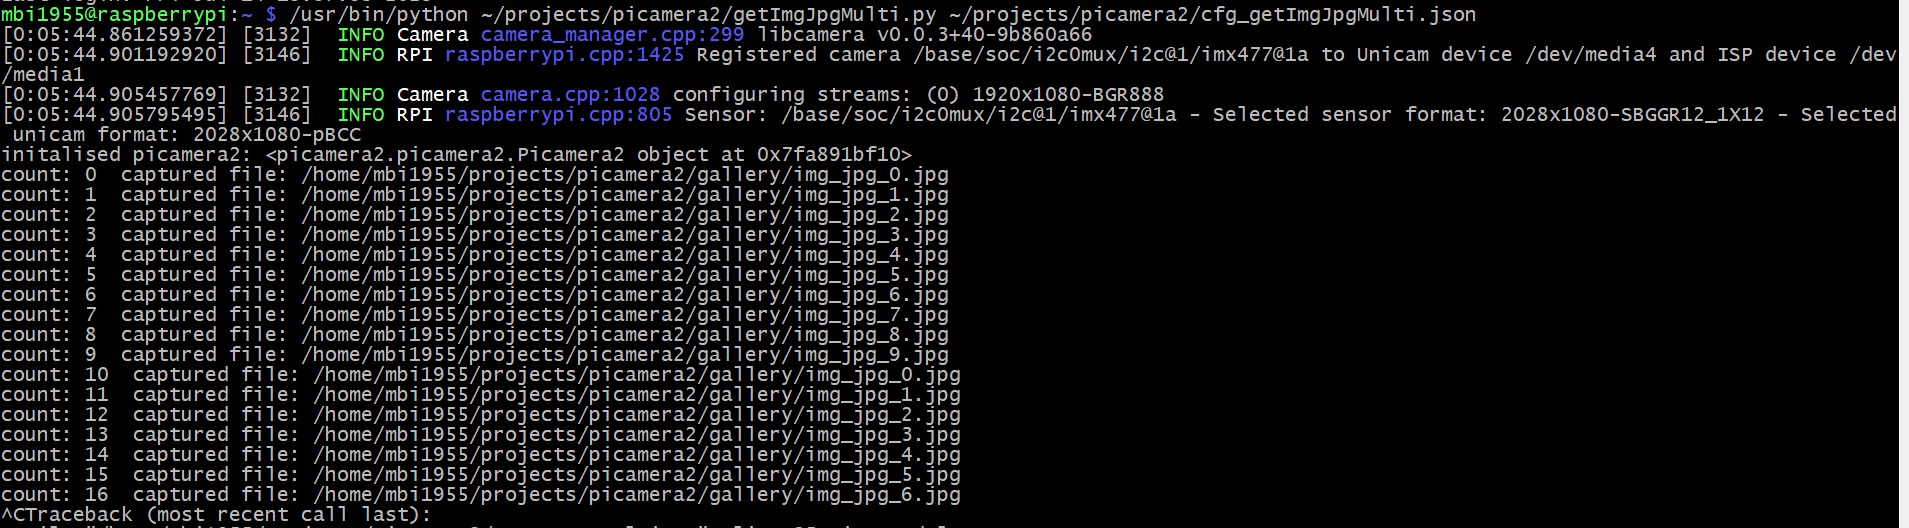 mbi1955@raspberrypi:~ $ /usr/bin/python ~/projects/picamera2/getImgJpgMulti.py ~/projects/picamera2/cfg_getImgJpgMulti.json
[0:05:44.861259372] [3132]  INFO Camera camera_manager.cpp:299 libcamera v0.0.3+40-9b860a66
[0:05:44.901192920] [3146]  INFO RPI raspberrypi.cpp:1425 Registered camera /base/soc/i2c0mux/i2c@1/imx477@1a to Unicam device /dev/media4 and ISP device /dev
/media1
[0:05:44.905457769] [3132]  INFO Camera camera.cpp:1028 configuring streams: (0) 1920x1080-BGR888
[0:05:44.905795495] [3146]  INFO RPI raspberrypi.cpp:805 Sensor: /base/soc/i2c0mux/i2c@1/imx477@1a - Selected sensor format: 2028x1080-SBGGR12_1X12 - Selected
 unicam format: 2028x1080-pBCC
initalised picamera2: <picamera2.picamera2.Picamera2 object at 0x7fa891bf10>
count: 0  captured file: /home/mbi1955/projects/picamera2/gallery/img_jpg_0.jpg
count: 1  captured file: /home/mbi1955/projects/picamera2/gallery/img_jpg_1.jpg
count: 2  captured file: /home/mbi1955/projects/picamera2/gallery/img_jpg_2.jpg
count: 3  captured file: /home/mbi1955/projects/picamera2/gallery/img_jpg_3.jpg
count: 4  captured file: /home/mbi1955/projects/picamera2/gallery/img_jpg_4.jpg
count: 5  captured file: /home/mbi1955/projects/picamera2/gallery/img_jpg_5.jpg
count: 6  captured file: /home/mbi1955/projects/picamera2/gallery/img_jpg_6.jpg
count: 7  captured file: /home/mbi1955/projects/picamera2/gallery/img_jpg_7.jpg
count: 8  captured file: /home/mbi1955/projects/picamera2/gallery/img_jpg_8.jpg
count: 9  captured file: /home/mbi1955/projects/picamera2/gallery/img_jpg_9.jpg
count: 10  captured file: /home/mbi1955/projects/picamera2/gallery/img_jpg_0.jpg
count: 11  captured file: /home/mbi1955/projects/picamera2/gallery/img_jpg_1.jpg
count: 12  captured file: /home/mbi1955/projects/picamera2/gallery/img_jpg_2.jpg
count: 13  captured file: /home/mbi1955/projects/picamera2/gallery/img_jpg_3.jpg
count: 14  captured file: /home/mbi1955/projects/picamera2/gallery/img_jpg_4.jpg
count: 15  captured file: /home/mbi1955/projects/picamera2/gallery/img_jpg_5.jpg
count: 16  captured file: /home/mbi1955/projects/picamera2/gallery/img_jpg_6.jpg
^CTraceback (most recent call last):